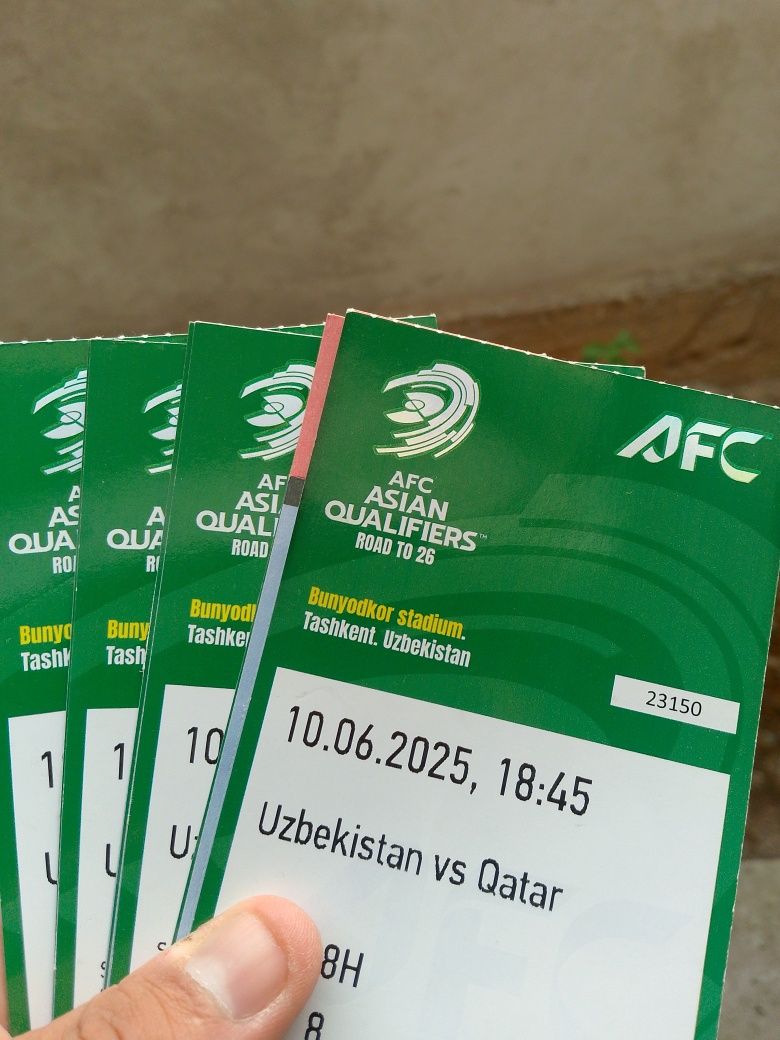 AFC
ASIAN
QUALIFIERS™
ROAD TO 26
AFC
Bunyodkor stadium.
Tashkent. Uzbekistan
23150
10.06.2025, 18:45
Uzbekistan vs Qatar
8H
8